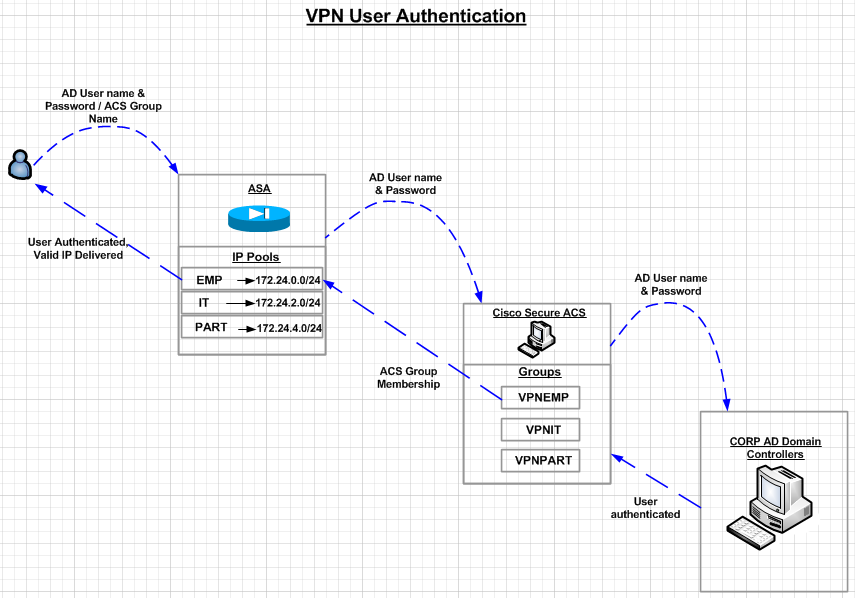 VPN User Authentication
AD User name &
Password / ACS Group
Name
ASA
AD User name
& Password
User Authenticated,
Valid IP Delivered
IP Pools
EMP 172.24.0.0/24
IT 172.24.2.0/24
PART 172.24.4.0/24
AD User name
& Password
Cisco Secure ACS
ACS Group
Membership
Groups
VPNEMP
VPNIT
VPNPART
CORP AD Domain
Controllers
User
authenticated